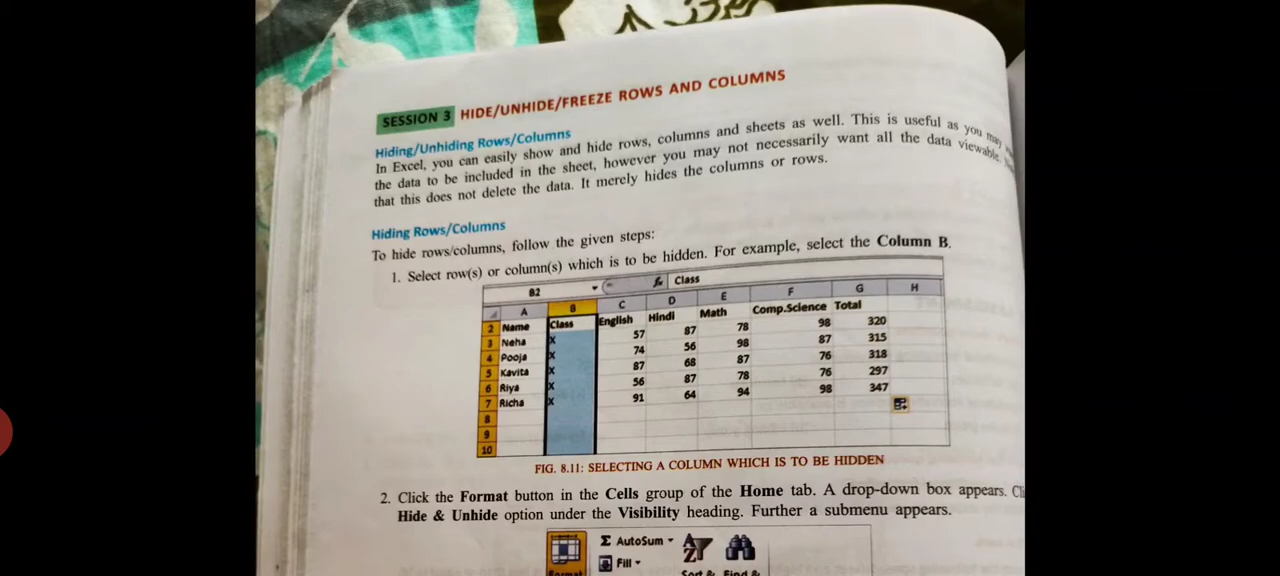 SESSION 3 HIDE/UNHIDE/FREEZE ROWS AND COLUMNS
Hiding/Unhiding Rows/Columns
In Excel, you can easily show and hide rows, columns and sheets as well. This is useful as you may
the data to be included in the sheet, however you may not necessarily want all the data viewable.
that this does not delete the data. It merely hides the columns or rows.
Hiding Rows/Columns
To hide rows/columns, follow the given steps:
1. Select row(s) or column(s) which is to be hidden. For example, select the Column B.
B2 fx Class
A B C D E F G H
2 Name Class English Hindi Math Comp.Science Total
3 Neha X 57 87 78 98 320
4 Pooja X 74 56 98 87 315
5 Kavita X 87 68 87 76 318
6 Riya X 56 87 78 76 297
7 Richa X 91 64 94 98 347
8
9
10
FIG. 8.11: SELECTING A COLUMN WHICH IS TO BE HIDDEN
2. Click the Format button in the Cells group of the Home tab. A drop-down box appears.
Hide & Unhide option under the Visibility heading. Further a submenu appears.
Σ AutoSum
Fill
Format Sort & Find &